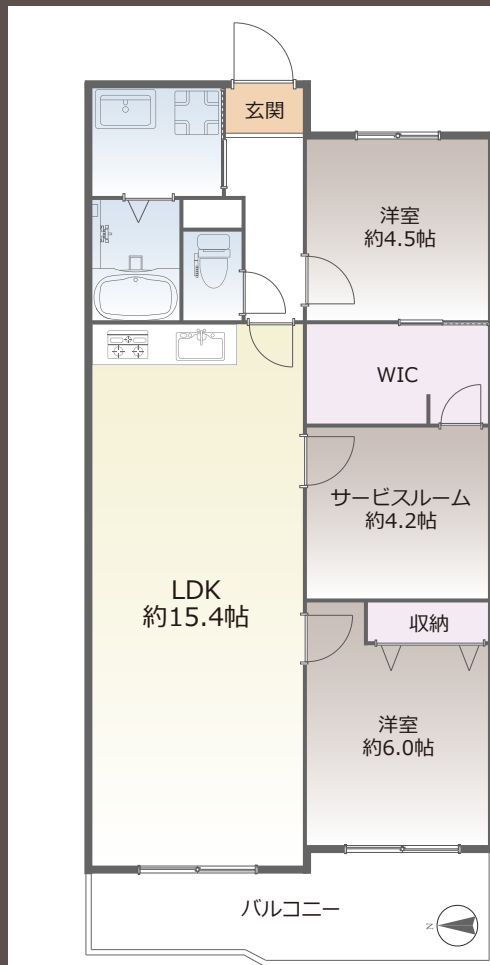 玄関
洋室
約4.5帖
WIC
サービスルーム
約4.2帖
LDK
約15.4帖
収納
洋室
約6.0帖
バルコニー
N